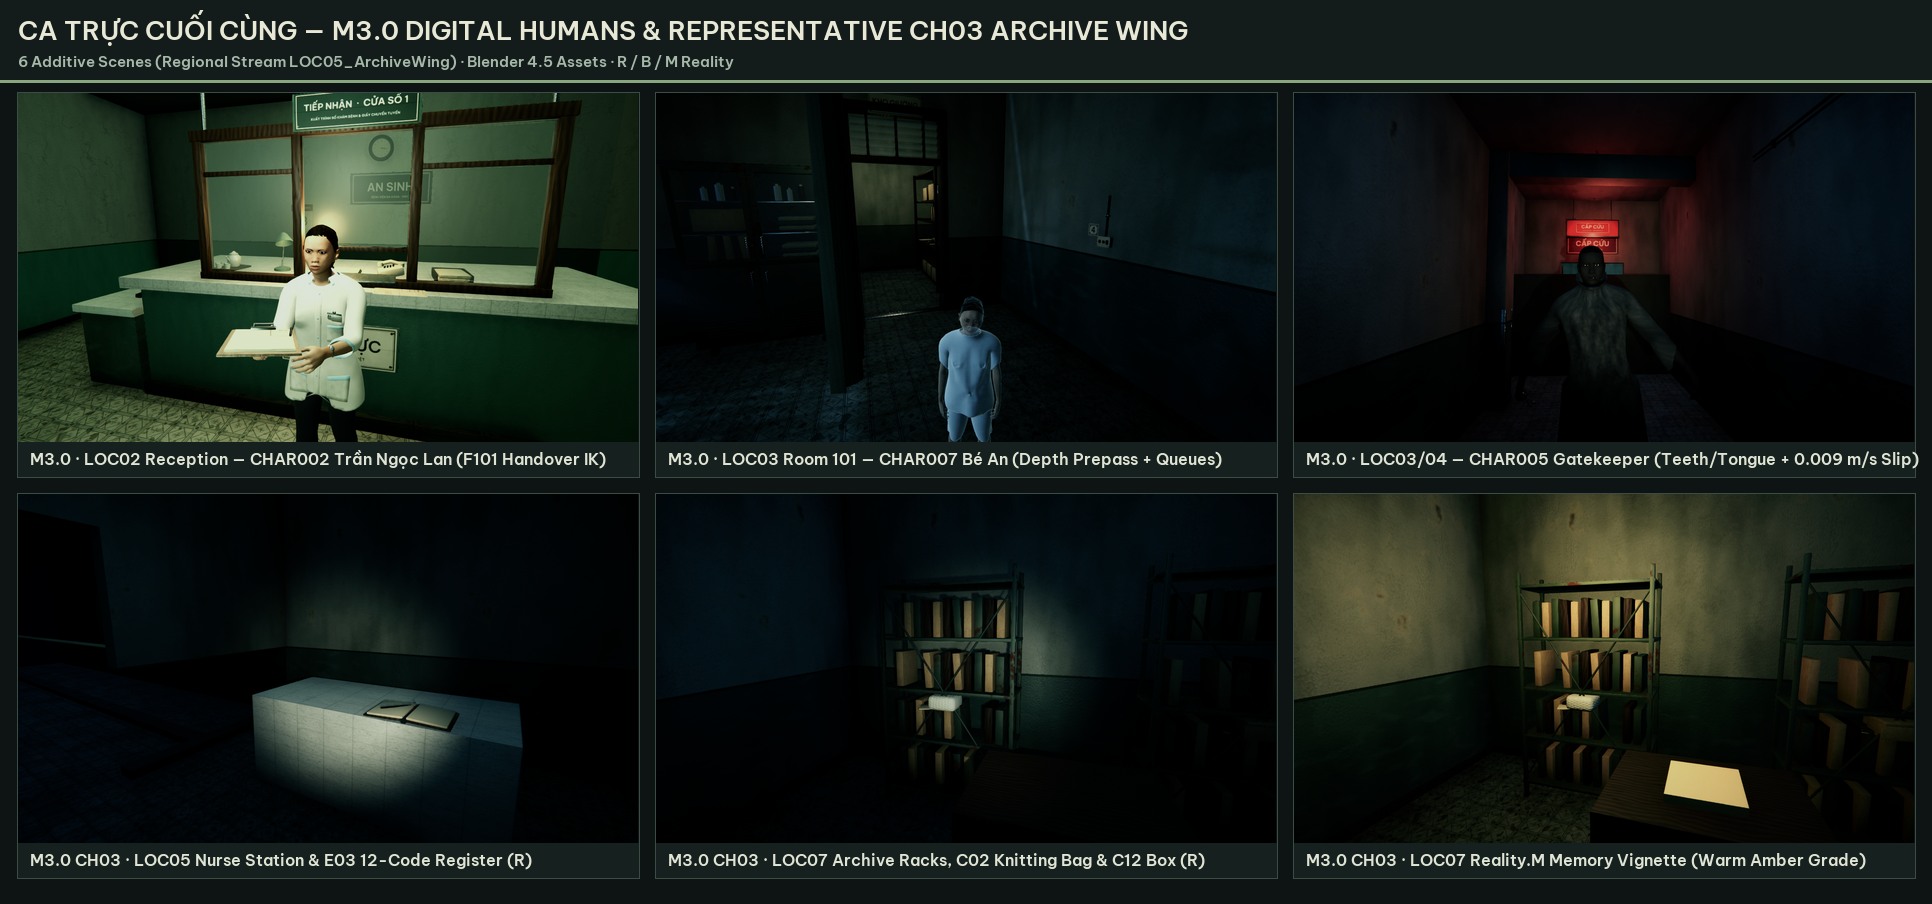 CA TRỰC CUỐI CÙNG — M3.0 DIGITAL HUMANS & REPRESENTATIVE CH03 ARCHIVE WING
6 Additive Scenes (Regional Stream LOC05_ArchiveWing) · Blender 4.5 Assets · R / B / M Reality
TIẾP NHẬN · CỬA SỐ 1
AN SINH
ỰC
M3.0 · LOC02 Reception — CHAR002 Trần Ngọc Lan (F101 Handover IK)
M3.0 · LOC03 Room 101 — CHAR007 Bé An (Depth Prepass + Queues)
CẤP CỨU
CẤP CỨU
M3.0 · LOC03/04 — CHAR005 Gatekeeper (Teeth/Tongue + 0.009 m/s Slip)
M3.0 CH03 · LOC05 Nurse Station & E03 12-Code Register (R)
M3.0 CH03 · LOC07 Archive Racks, C02 Knitting Bag & C12 Box (R)
M3.0 CH03 · LOC07 Reality.M Memory Vignette (Warm Amber Grade)